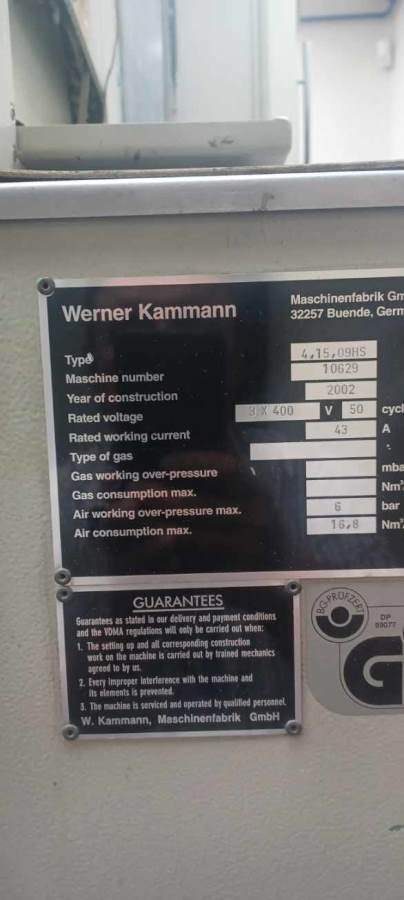 Werner Kammann
Maschinenfabrik Gm
32257 Buende, Germ
Type 4,15,09HS
Maschine number 10629
Year of construction 2002
Rated voltage 3 X 400 V 50 cycl
Rated working current 43 A
Type of gas
Gas working over-pressure mba
Gas consumption max. Nm³
Air working over-pressure max. 6 bar
Air consumption max. 16,8 Nm³
GUARANTEES
Guarantees as stated in our delivery and payment conditions
and the VDMA regulations will only be carried out when:
1. The setting up and all corresponding construction
work on the machine is carried out by trained mechanics
agreed to by us.
2. Every improper interference with the machine and
its elements is prevented.
3. The machine is serviced and operated by qualified personnel.
W. Kammann, Maschinenfabrik GmbH
BG-PRÜFZERT
DP
G